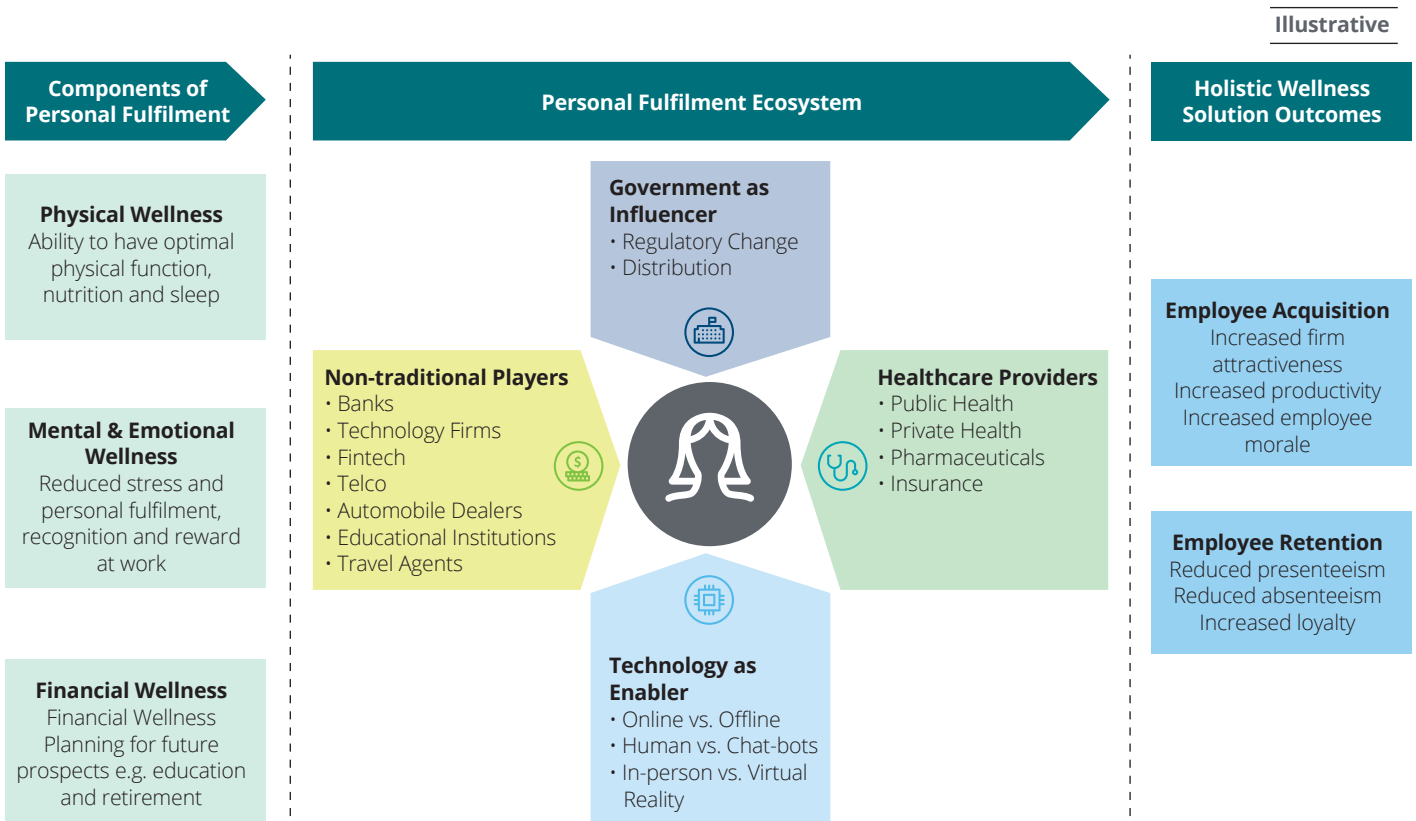 Illustrative
Components of
Personal Fulfilment
Personal Fulfilment Ecosystem
Holistic Wellness
Solution Outcomes
Physical Wellness
Ability to have optimal
physical function,
nutrition and sleep
Mental & Emotional
Wellness
Reduced stress and
personal fulfilment,
recognition and reward
at work
Financial Wellness
Financial Wellness
Planning for future
prospects e.g. education
and retirement
Government as
Influencer
• Regulatory Change
• Distribution
Non-traditional Players
• Banks
• Technology Firms
• Fintech
• Telco
• Automobile Dealers
• Educational Institutions
• Travel Agents
$
Healthcare Providers
• Public Health
• Private Health
• Pharmaceuticals
• Insurance
Technology as
Enabler
• Online vs. Offline
• Human vs. Chat-bots
• In-person vs. Virtual
Reality
Employee Acquisition
Increased firm
attractiveness
Increased productivity
Increased employee
morale
Employee Retention
Reduced presenteeism
Reduced absenteeism
Increased loyalty